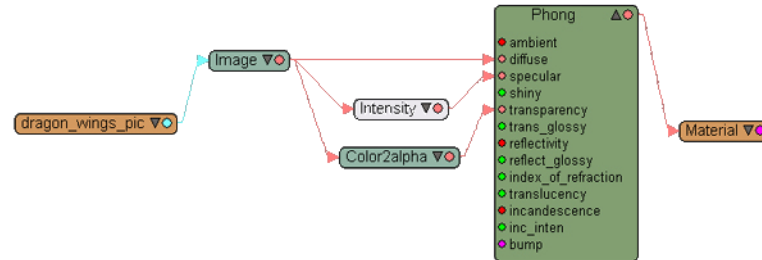 dragon_wings_pic
Image
Intensity
Color2alpha
Phong
ambient
diffuse
specular
shiny
transparency
trans_glossy
reflectivity
reflect_glossy
index_of_refraction
translucency
incandescence
inc_inten
bump
Material